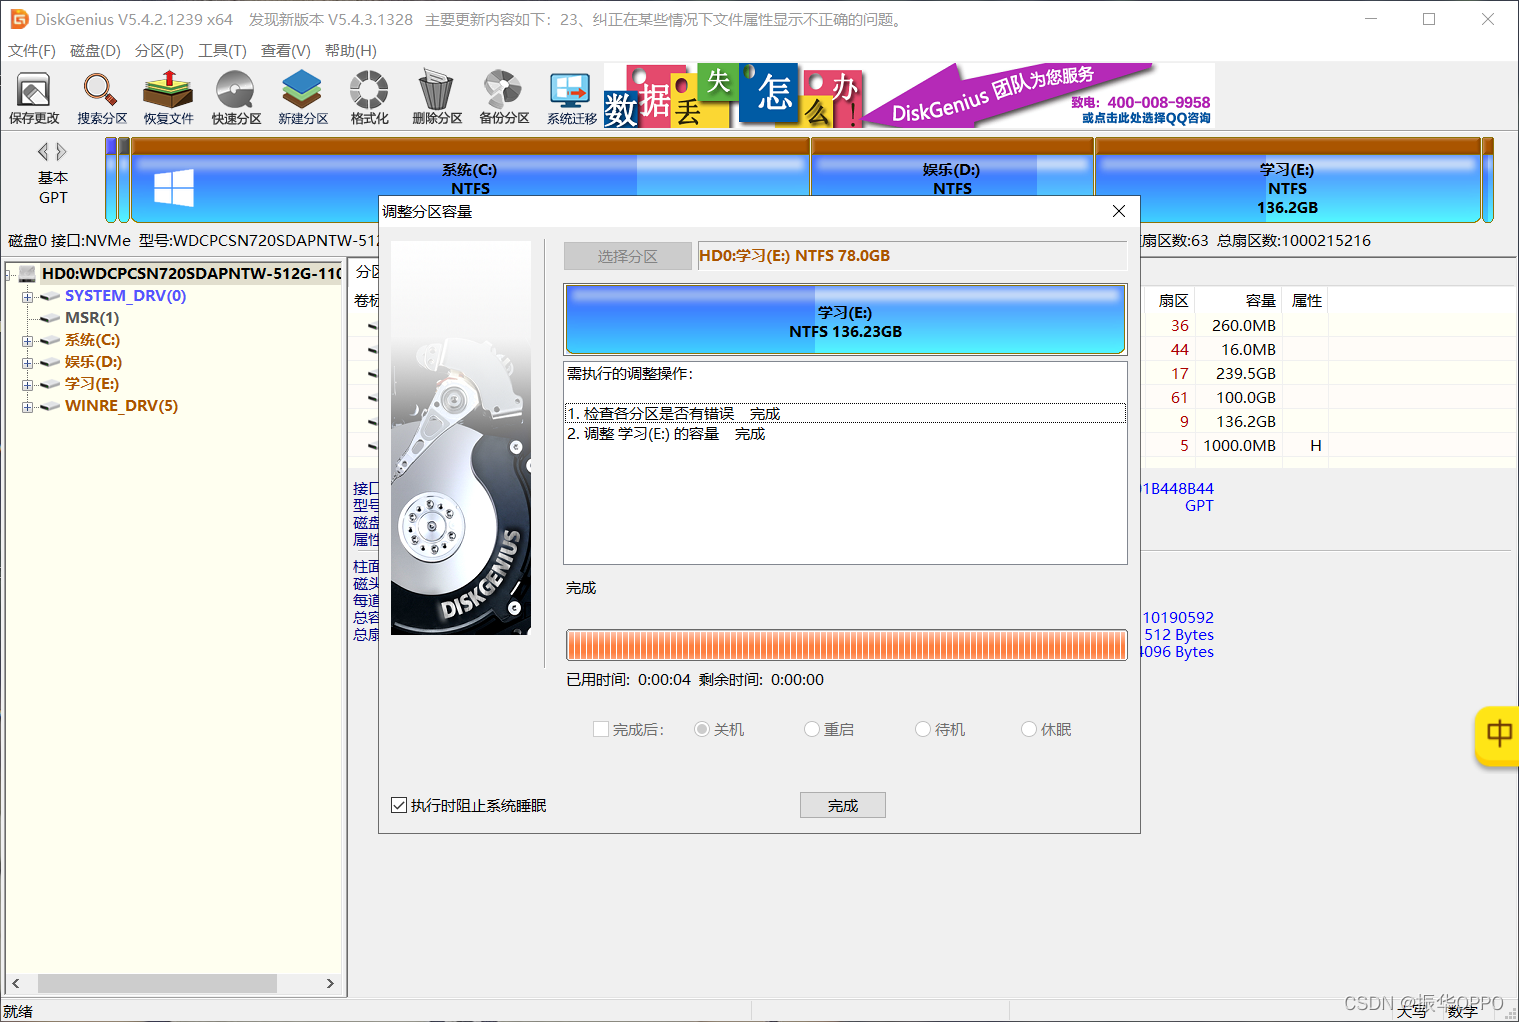 DiskGenius V5.4.2.1239 x64 发现新版本 V5.4.3.1328 主要更新内容如下：23、纠正在某些情况下文件属性显示不正确的问题。
文件(F) 磁盘(D) 分区(P) 工具(T) 查看(V) 帮助(H)
保存更改 搜索分区 恢复文件 快速分区 新建分区 格式化 删除分区 备份分区 系统迁移
数据丢失怎么办!
DiskGenius 团队为您服务
致电：400-008-9958
或点击此处选择QQ咨询
基本
GPT
系统(C:)
NTFS
娱乐(D:)
NTFS
学习(E:)
NTFS
136.2GB
磁盘0 接口:NVMe 型号:WDCPCSN720SDAPNTW-512
扇区数:63 总扇区数:1000215216
HD0:WDCPCSN720SDAPNTW-512G-110
SYSTEM_DRV(0)
MSR(1)
系统(C:)
娱乐(D:)
学习(E:)
WINRE_DRV(5)
分区
卷标
扇区 容量 属性
36 260.0MB
44 16.0MB
17 239.5GB
61 100.0GB
9 136.2GB
5 1000.0MB H
接口
型号
磁盘
属性
1B448B44
GPT
柱面
磁头
每道
总容
总扇
10190592
512 Bytes
4096 Bytes
调整分区容量
选择分区 HD0:学习(E:) NTFS 78.0GB
学习(E:)
NTFS 136.23GB
需执行的调整操作：
1. 检查各分区是否有错误 完成
2. 调整 学习(E:) 的容量 完成
DISKGENIUS
完成
已用时间: 0:00:04 剩余时间: 0:00:00
完成后： 关机 重启 待机 休眠
执行时阻止系统睡眠
完成
中
就绪
大写 数字
CSDN @振华OPPO